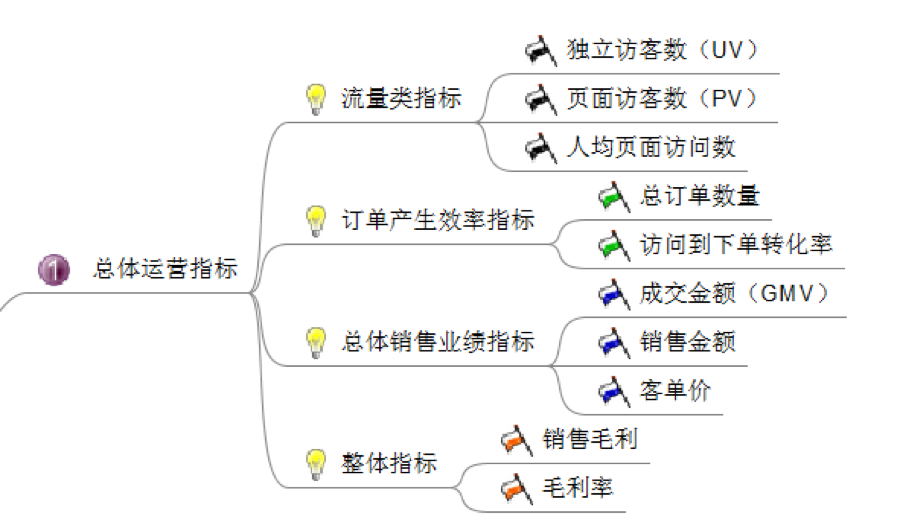 1
总体运营指标
流量类指标
独立访客数（UV）
页面访客数（PV）
人均页面访问数
订单产生效率指标
总订单数量
访问到下单转化率
总体销售业绩指标
成交金额（GMV）
销售金额
客单价
整体指标
销售毛利
毛利率